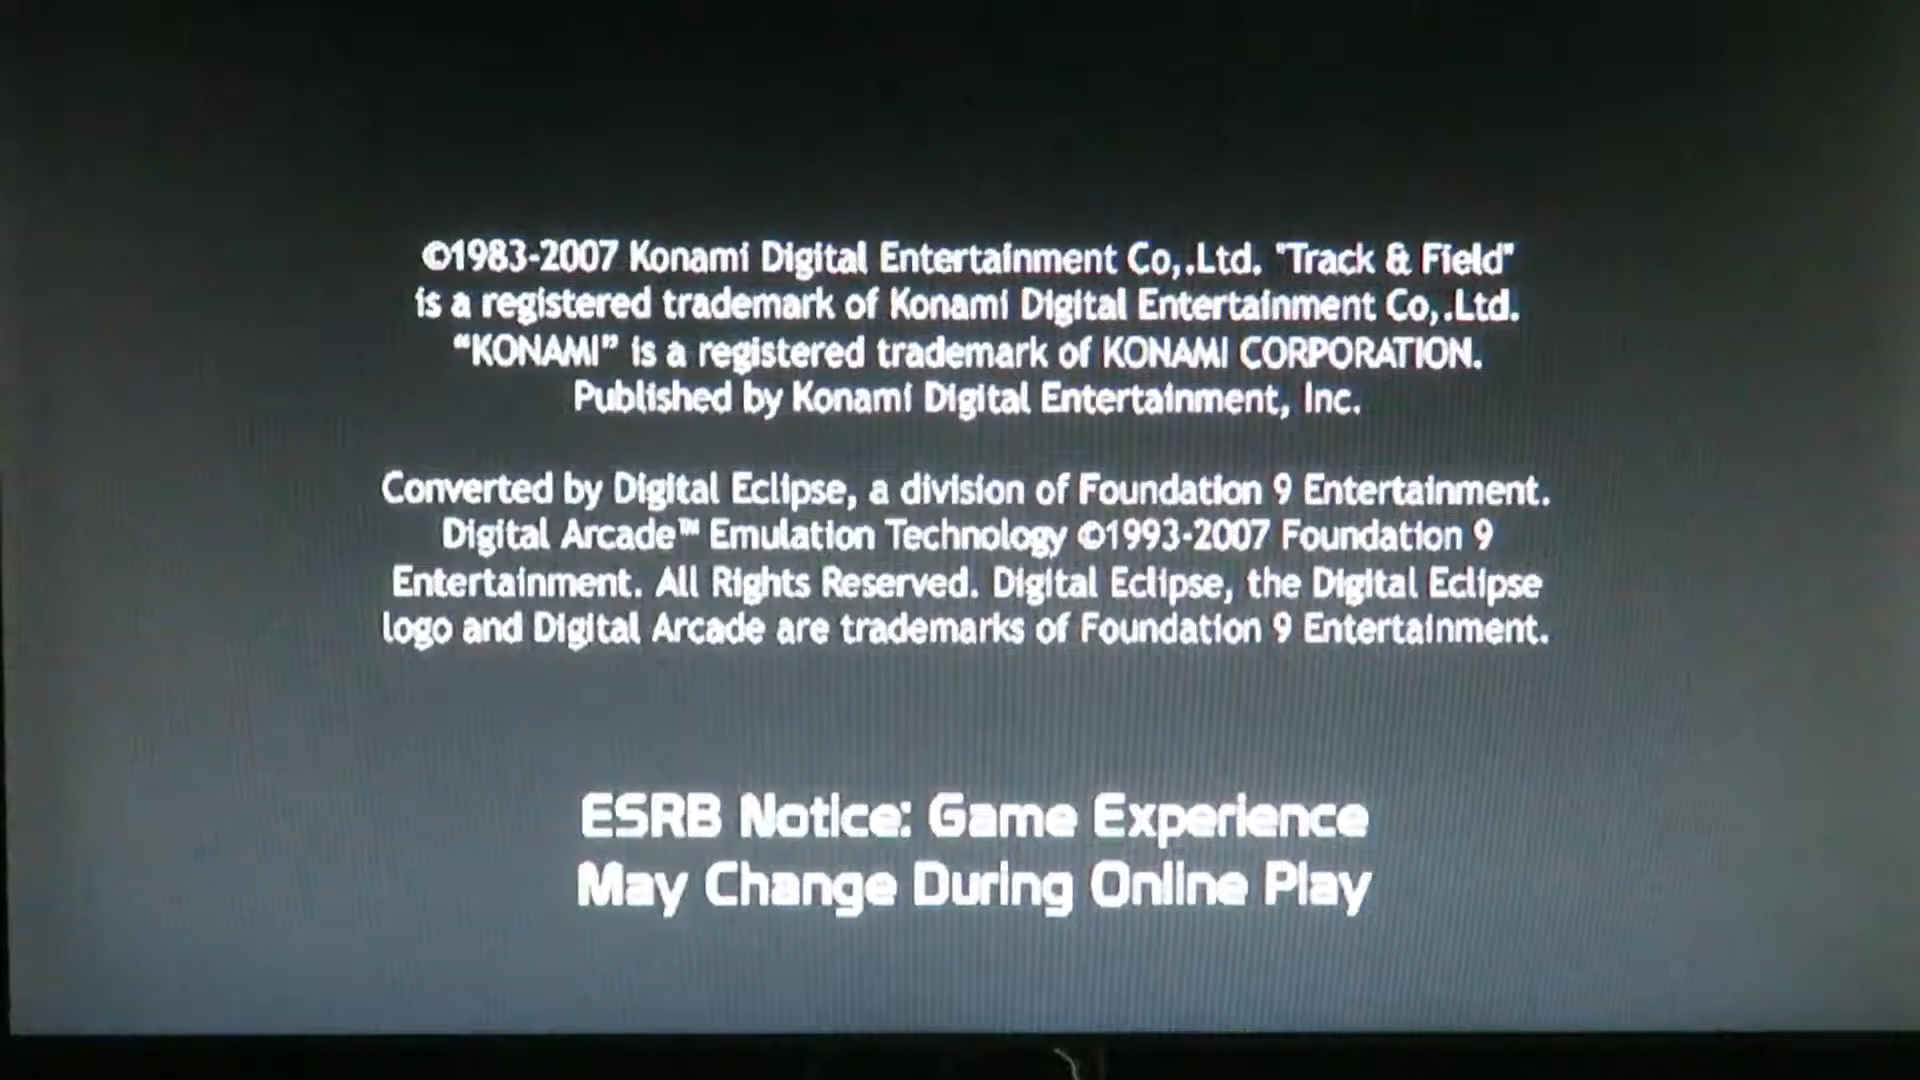 ©1983-2007 Konami Digital Entertainment Co,.Ltd. "Track & Field"
is a registered trademark of Konami Digital Entertainment Co,.Ltd.
“KONAMI” is a registered trademark of KONAMI CORPORATION.
Published by Konami Digital Entertainment, Inc.
Converted by Digital Eclipse, a division of Foundation 9 Entertainment.
Digital Arcade™ Emulation Technology ©1993-2007 Foundation 9
Entertainment. All Rights Reserved. Digital Eclipse, the Digital Eclipse
logo and Digital Arcade are trademarks of Foundation 9 Entertainment.
ESRB Notice: Game Experience
May Change During Online Play